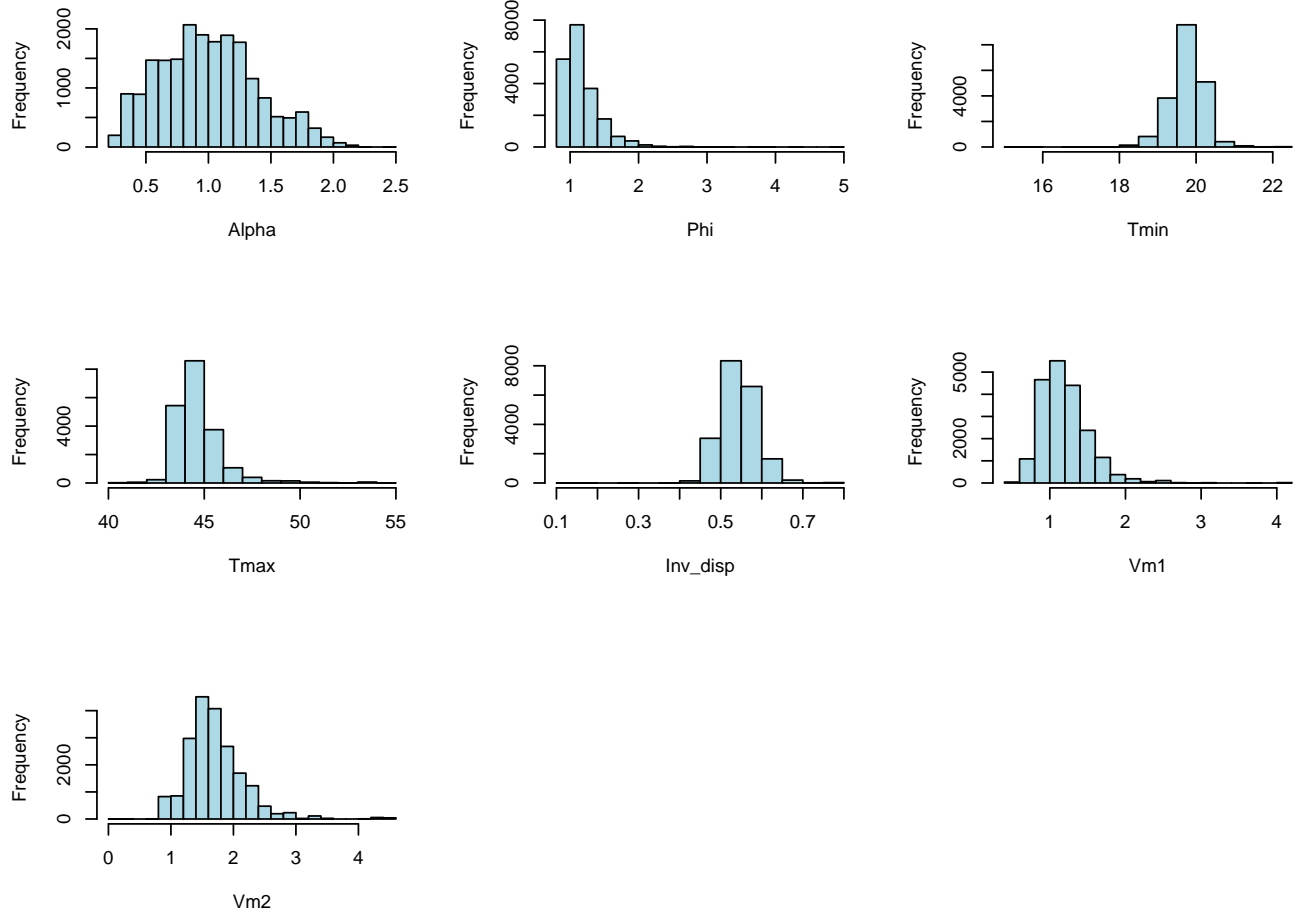 Frequency
0
1000
2000
0.5 1.0 1.5 2.0 2.5
Alpha
Frequency
0
4000
8000
1 2 3 4 5
Phi
Frequency
0
4000
16 18 20 22
Tmin
Frequency
0
4000
40 45 50 55
Tmax
Frequency
0
4000
8000
0.1 0.3 0.5 0.7
Inv_disp
Frequency
0
2000
5000
1 2 3 4
Vm1
Frequency
0
2000
0 1 2 3 4
Vm2